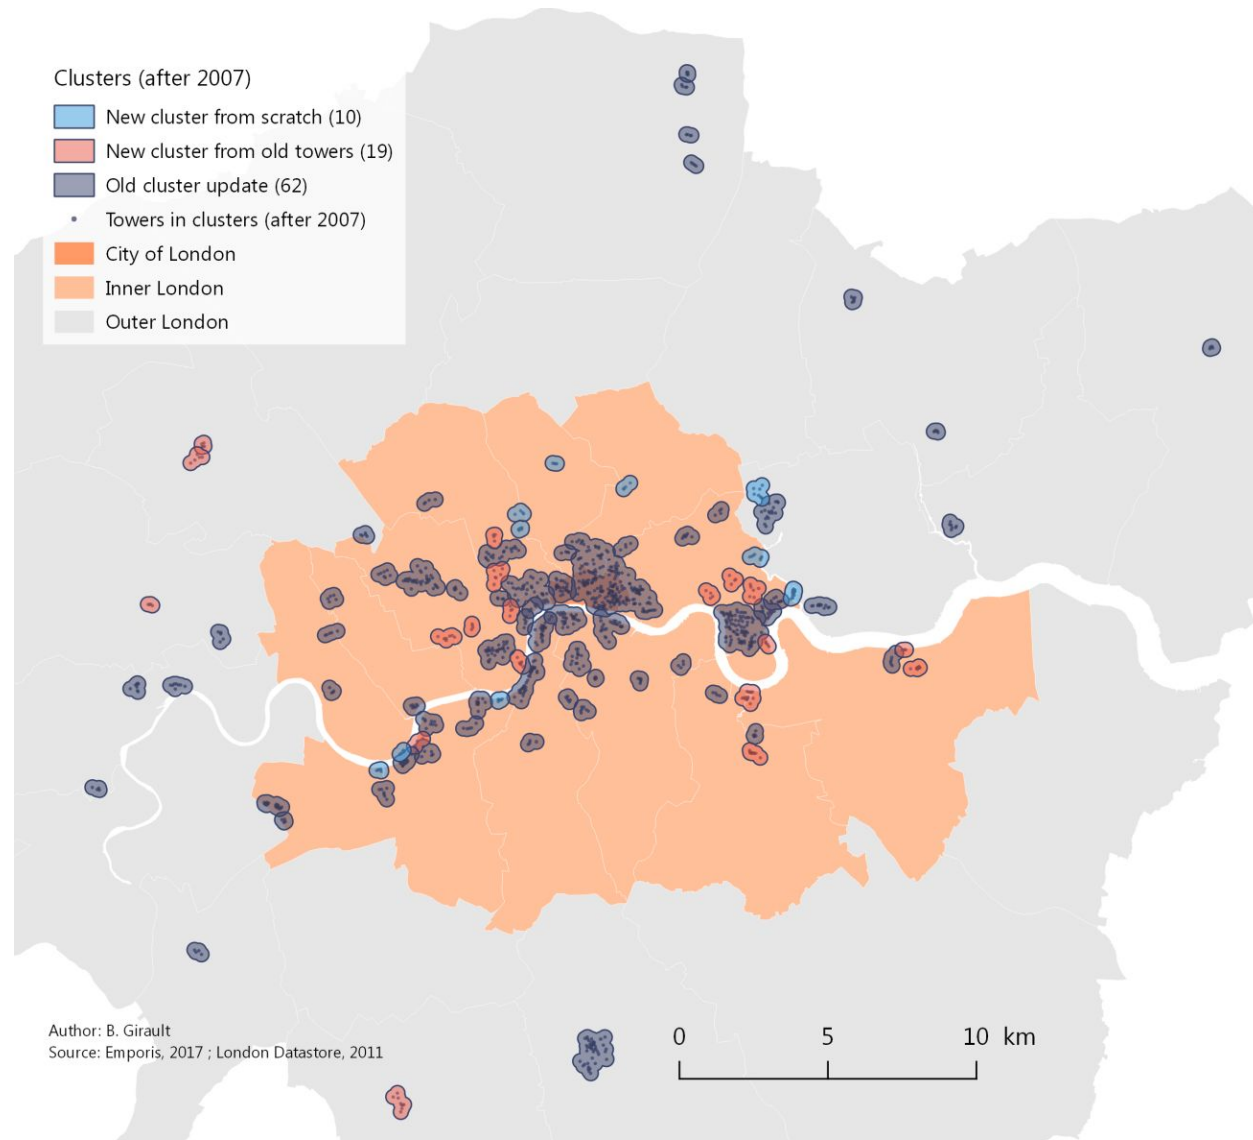 Clusters (after 2007)
New cluster from scratch (10)
New cluster from old towers (19)
Old cluster update (62)
Towers in clusters (after 2007)
City of London
Inner London
Outer London
Author: B. Girault
Source: Emporis, 2017 ; London Datastore, 2011
0 5 10 km